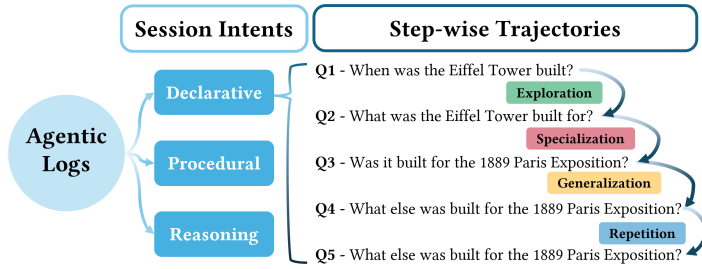 Session Intents
Step-wise Trajectories
Agentic
Logs
Declarative
Procedural
Reasoning
Q1 - When was the Eiffel Tower built?
Exploration
Q2 - What was the Eiffel Tower built for?
Specialization
Q3 - Was it built for the 1889 Paris Exposition?
Generalization
Q4 - What else was built for the 1889 Paris Exposition?
Repetition
Q5 - What else was built for the 1889 Paris Exposition?